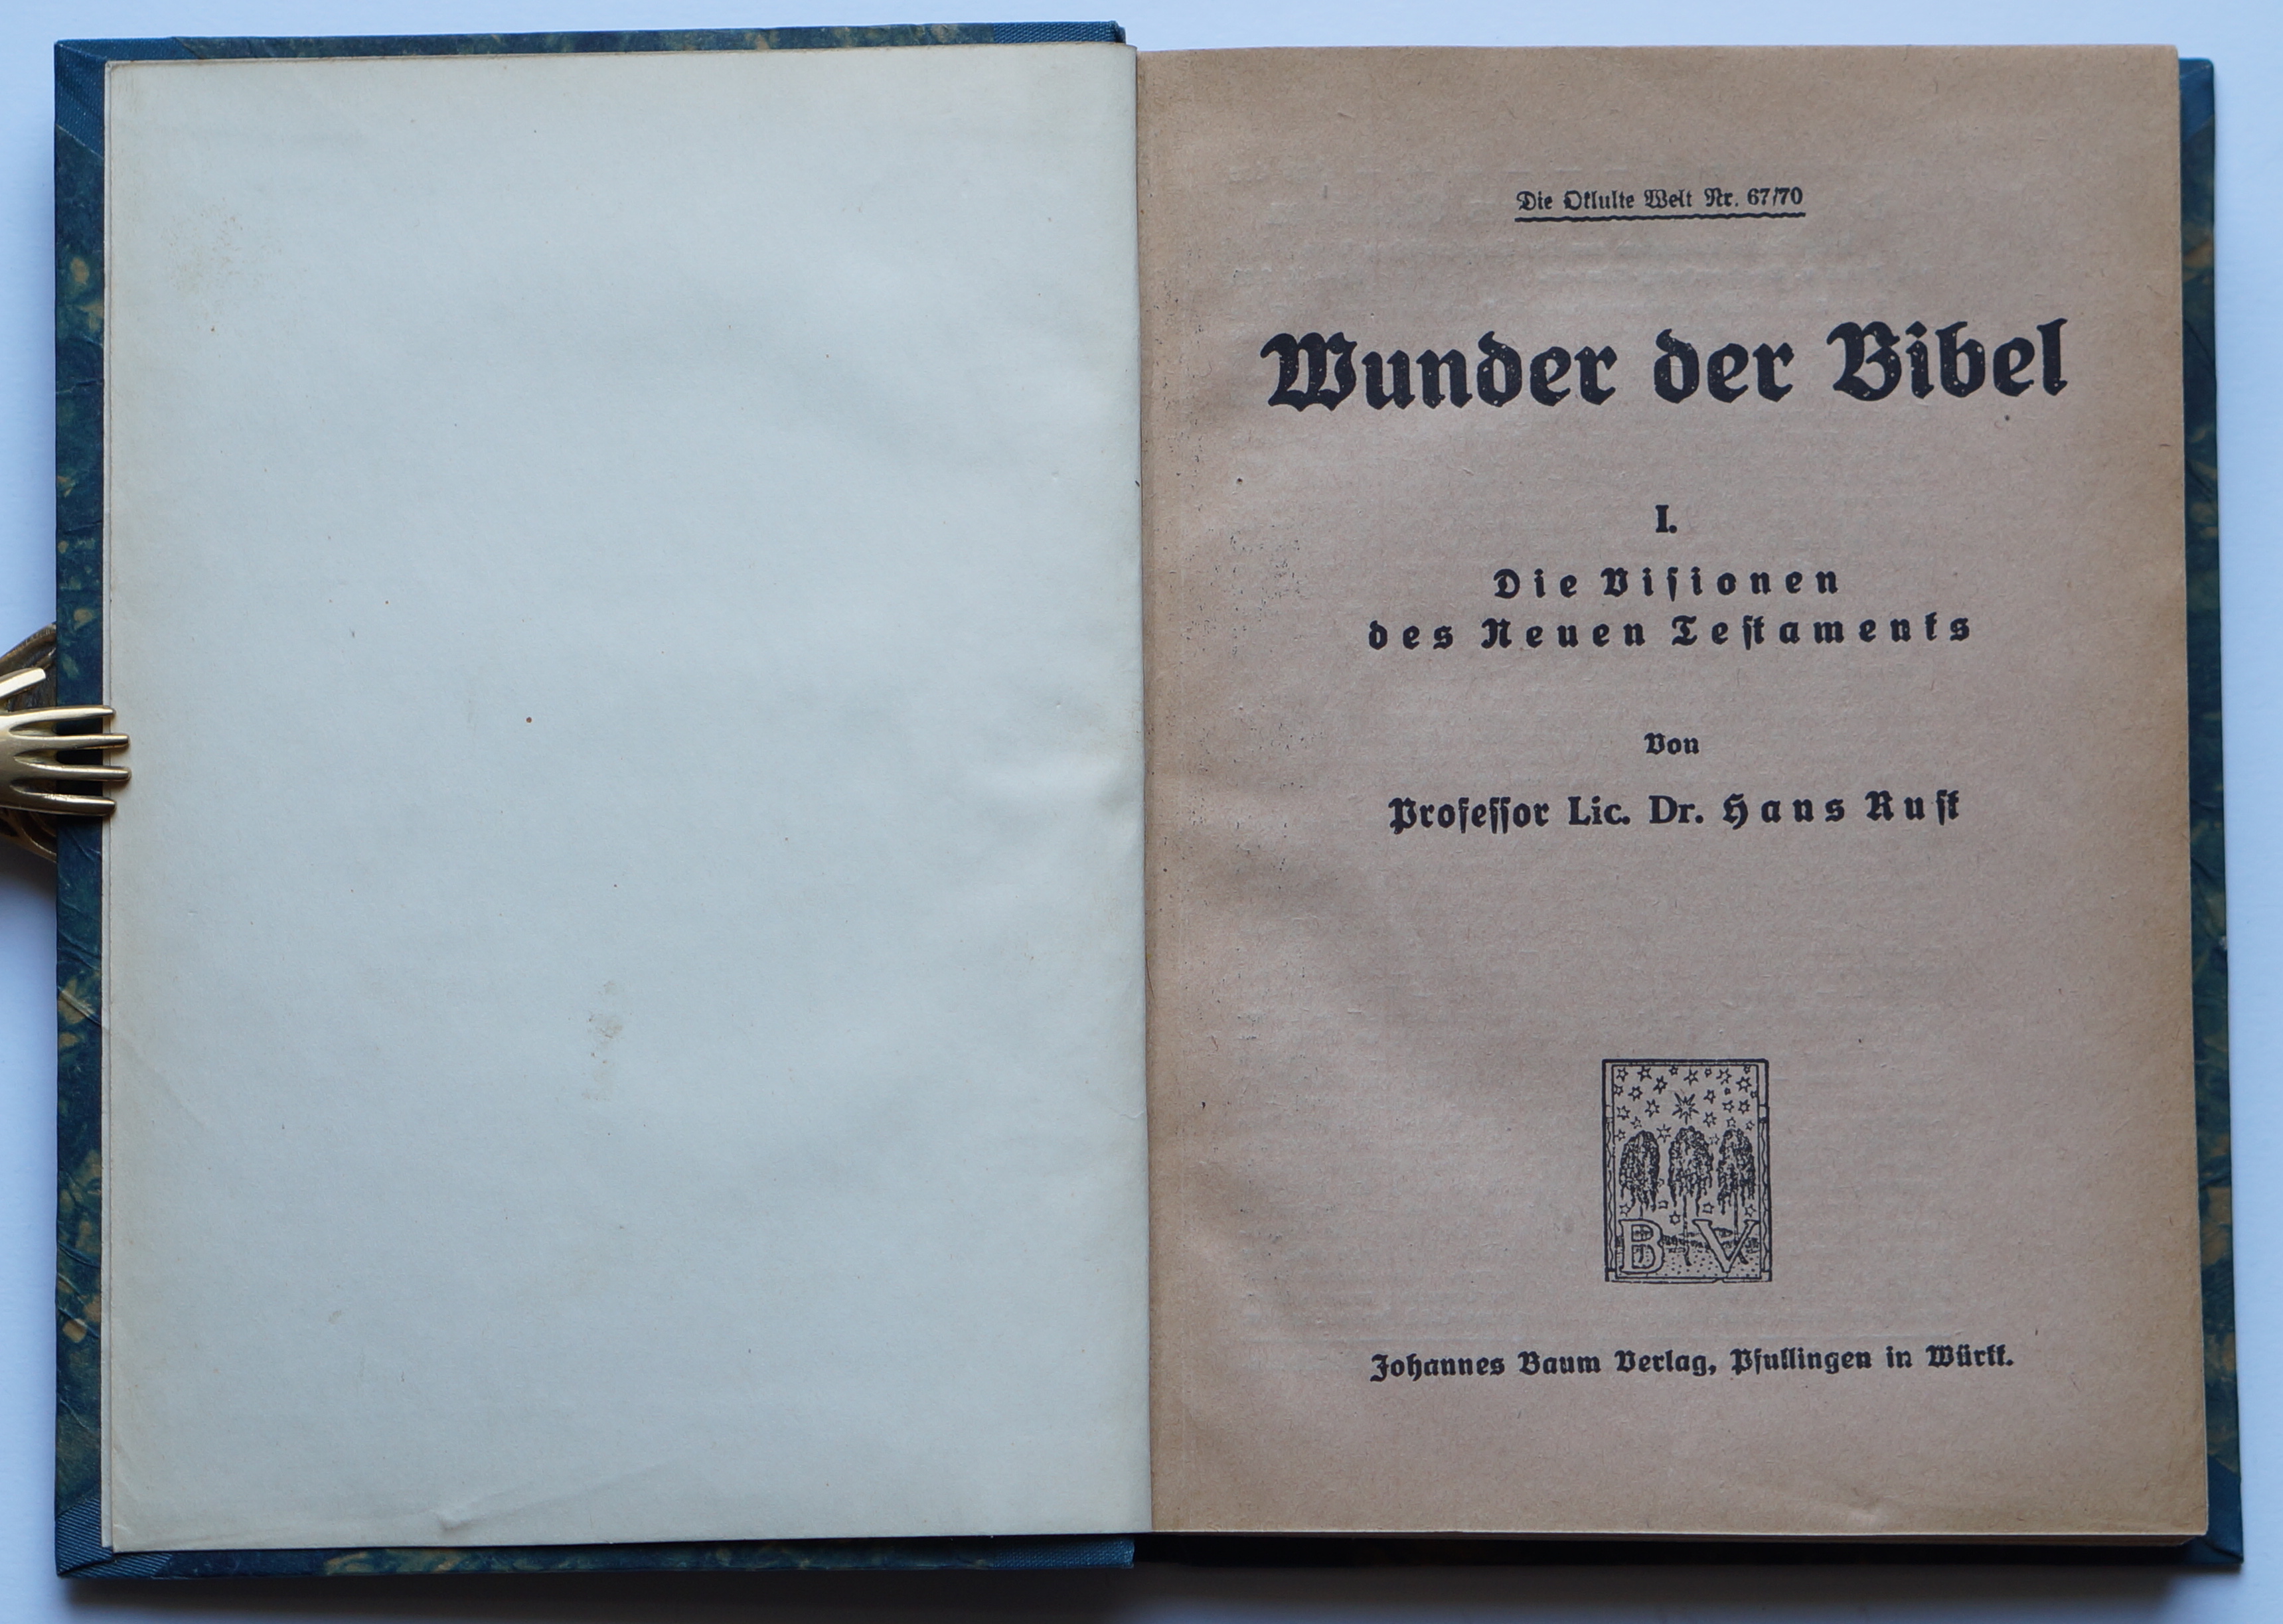 Die Okkulte Welt Nr. 67/70
Wunder der Bibel
I.
Die Visionen
des Neuen Testaments
Von
Professor Lic. Dr. Hans Rust
B V
Johannes Baum Verlag, Pfullingen in Württ.